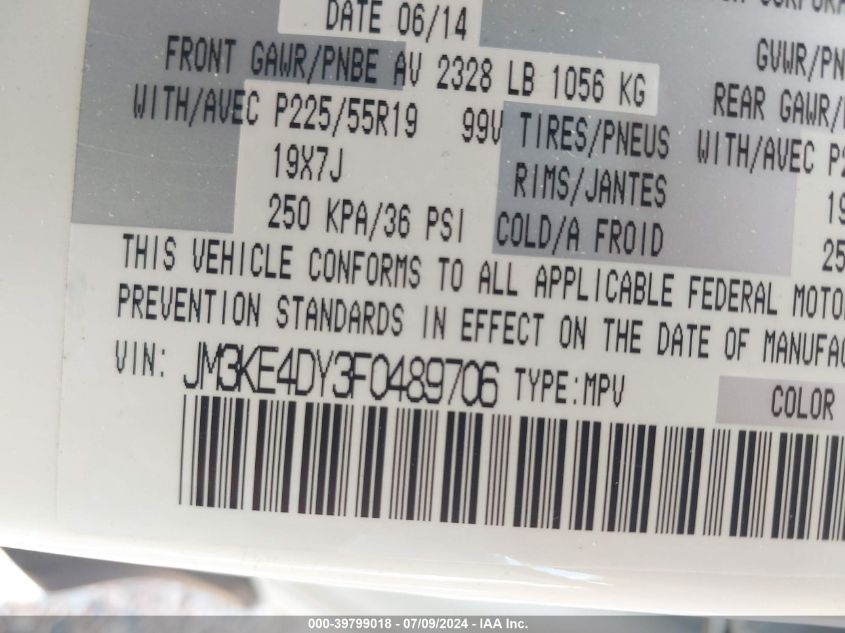 DATE 06/14
FRONT GAWR/PNBE AV 2328 LB 1056 KG GVWR/PN
WITH/AVEC P225/55R19 99V TIRES/PNEUS REAR GAWR/
19X7J RIMS/JANTES WITH/AVEC P2
250 KPA/36 PSI COLD/A FROID 19
25
THIS VEHICLE CONFORMS TO ALL APPLICABLE FEDERAL MOTO
PREVENTION STANDARDS IN EFFECT ON THE DATE OF MANUFAC
VIN: JM3KE4DY3F0489706 TYPE:MPV COLOR
000-39799018 - 07/09/2024 - IAA Inc.